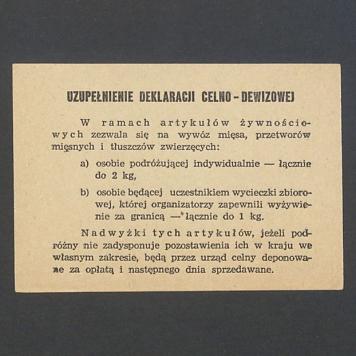 UZUPEŁNIENIE DEKLARACJI CELNO-DEWIZOWEJ
W ramach artykułów żywnościo-
wych zezwala się na wywóz mięsa, przetworów
mięsnych i tłuszczów zwierzęcych:
a) osobie podróżującej indywidualnie — łącznie
do 2 kg,
b) osobie będącej uczestnikiem wycieczki zbioro-
wej, której organizatorzy zapewnili wyżywie-
nie za granicą — łącznie do 1 kg.
Nadwyżki tych artykułów, jeżeli pod-
różny nie zadysponuje pozostawienia ich w kraju we
własnym zakresie, będą przez urząd celny deponowa-
ne za opłatą i następnego dnia sprzedawane.